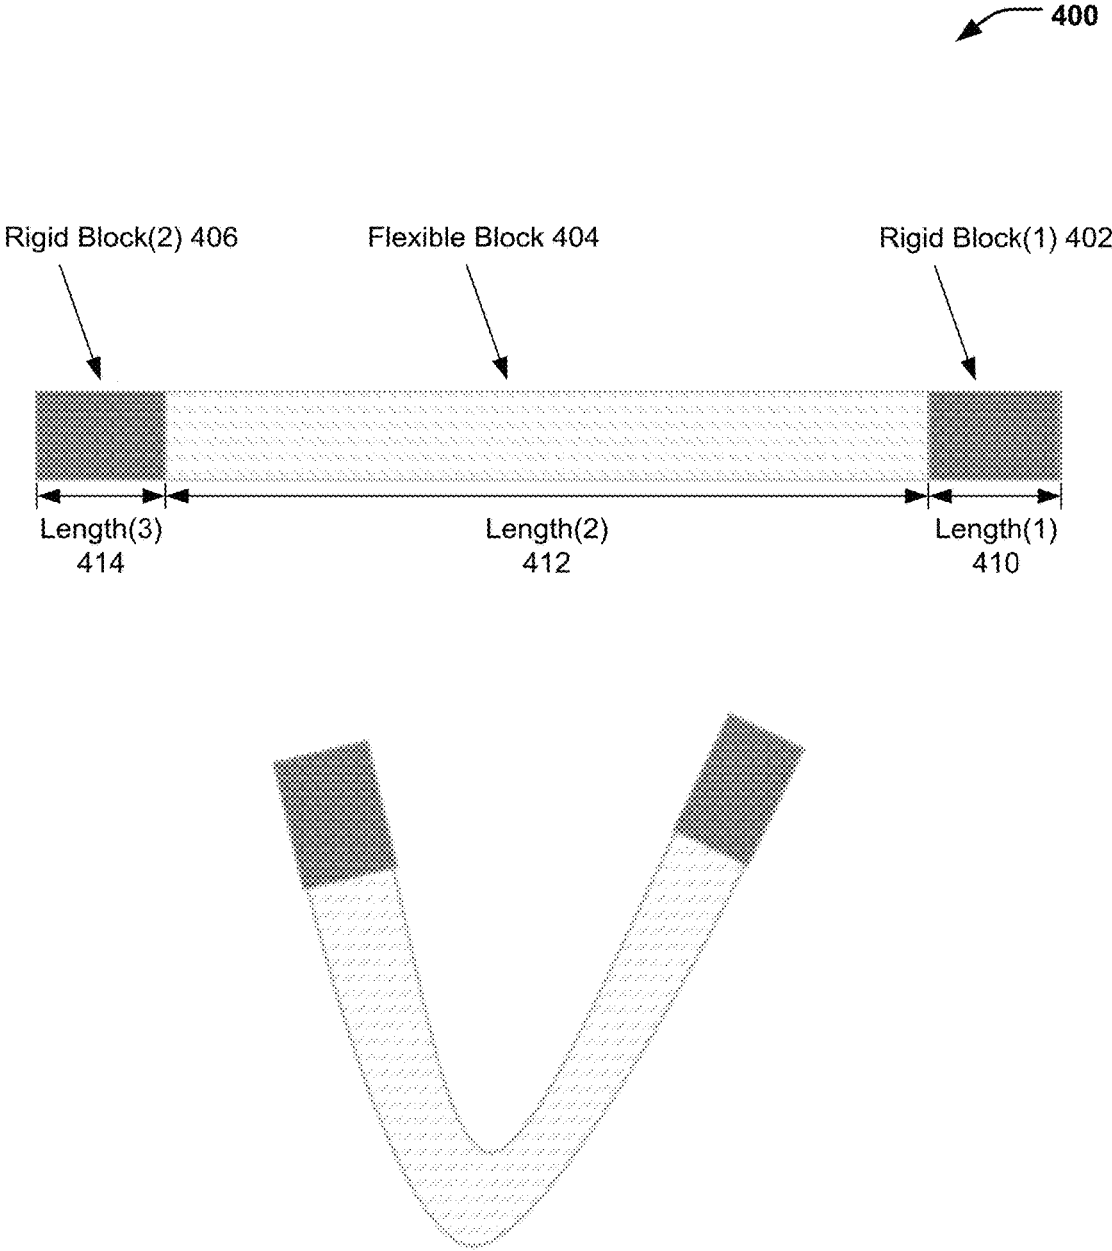 400
Rigid Block(2) 406
Flexible Block 404
Rigid Block(1) 402
Length(3)
414
Length(2)
412
Length(1)
410